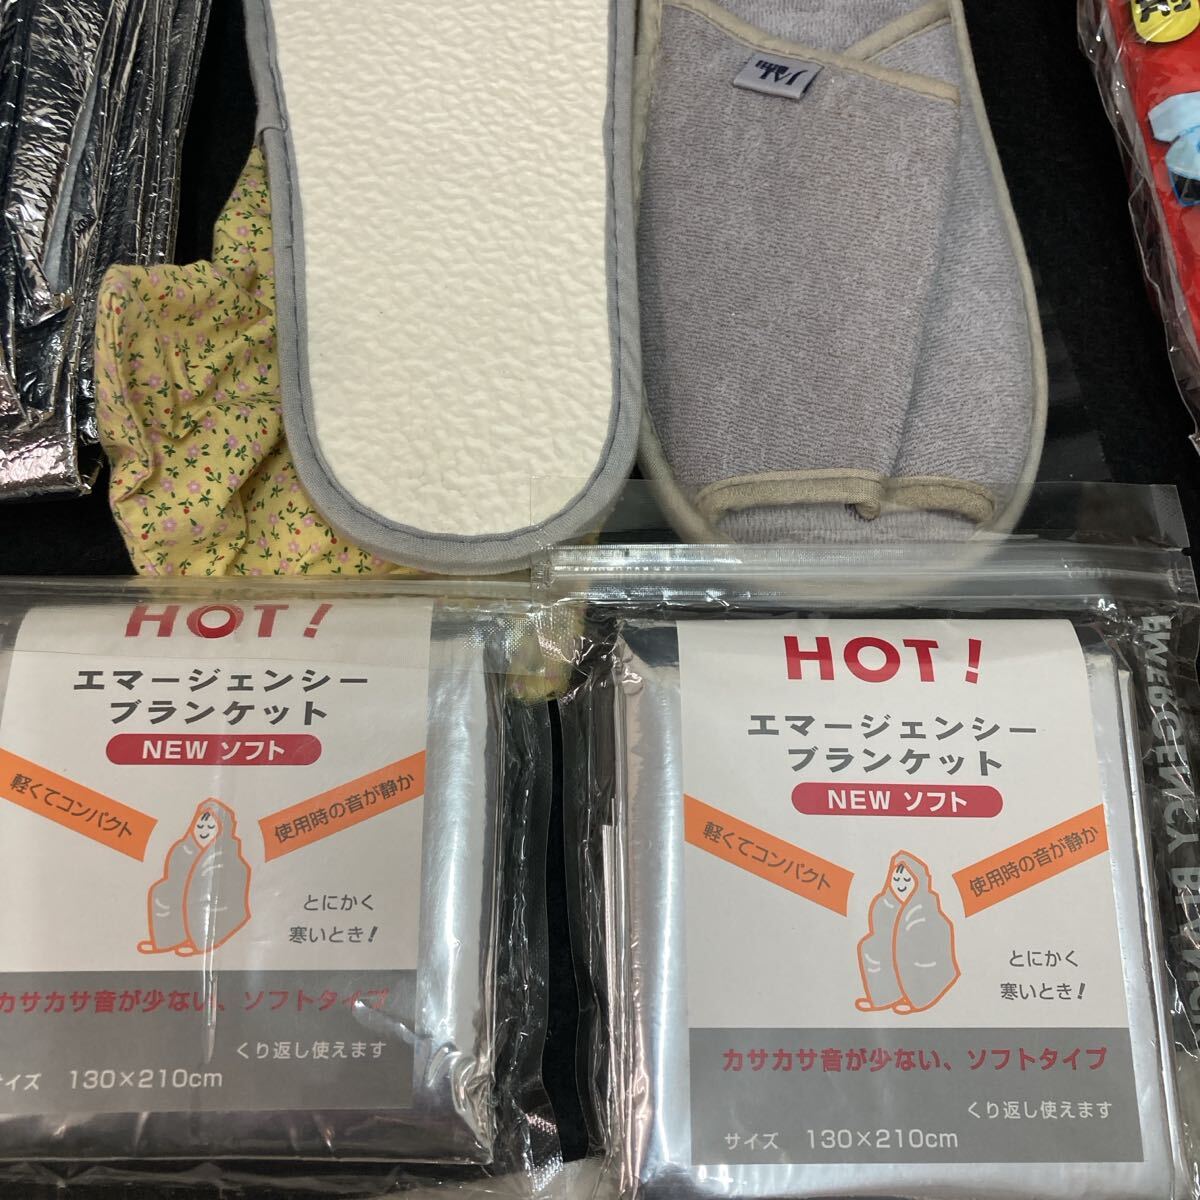 HOT!
エマージェンシー
ブランケット
NEW ソフト
軽くてコンパクト
使用時の音が静か
とにかく
寒いとき!
カサカサ音が少ない、ソフトタイプ
くり返し使えます
サイズ 130×210cm
HOT!
エマージェンシー
ブランケット
NEW ソフト
軽くてコンパクト
使用時の音が静か
とにかく
寒いとき!
カサカサ音が少ない、ソフトタイプ
くり返し使えます
サイズ 130×210cm
EMERGENCY